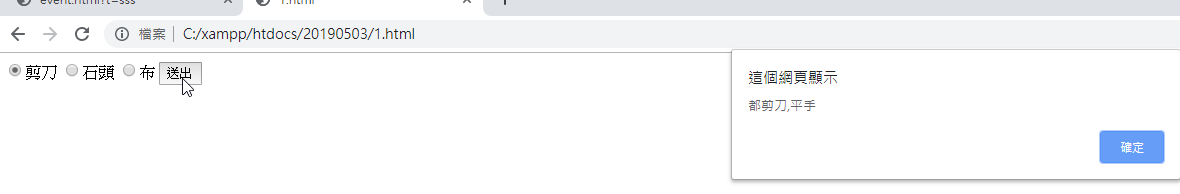 event.html?t=sss
1.html
檔案 C:/xampp/htdocs/20190503/1.html
剪刀 石頭 布 送出
這個網頁顯示
都剪刀,平手
確定